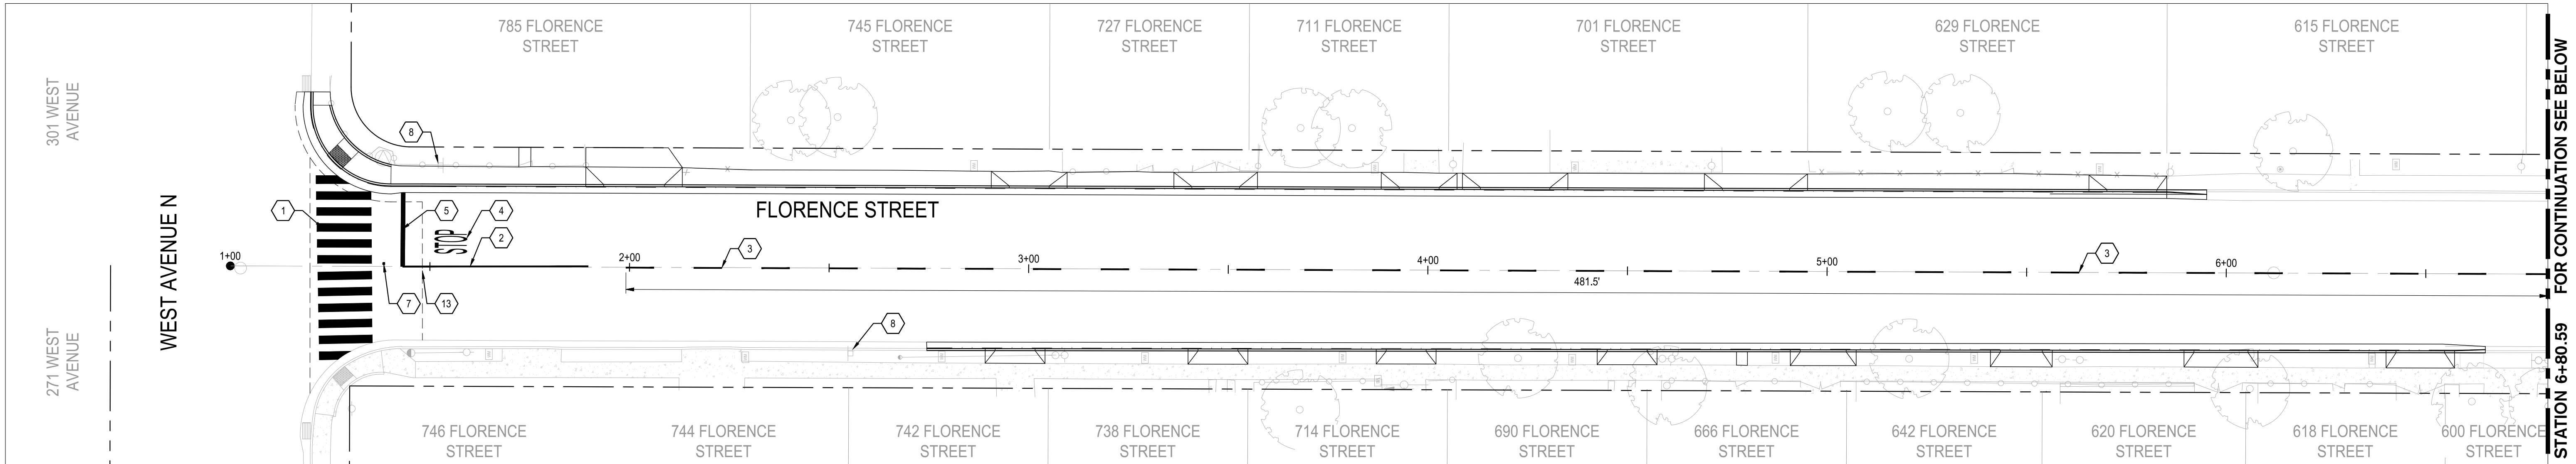 785 FLORENCE
STREET
745 FLORENCE
STREET
727 FLORENCE
STREET
711 FLORENCE
STREET
701 FLORENCE
STREET
629 FLORENCE
STREET
615 FLORENCE
STREET
301 WEST
AVENUE
8
1
5
4
2
STOP
FLORENCE STREET
WEST AVENUE N
3
3
1+00
2+00
3+00
4+00
5+00
6+00
481.5'
7
13
8
271 WEST
AVENUE
746 FLORENCE
STREET
744 FLORENCE
STREET
742 FLORENCE
STREET
738 FLORENCE
STREET
714 FLORENCE
STREET
690 FLORENCE
STREET
666 FLORENCE
STREET
642 FLORENCE
STREET
620 FLORENCE
STREET
618 FLORENCE
STREET
600 FLORENCE
STREET
STATION 6+80.59 FOR CONTINUATION SEE BELOW